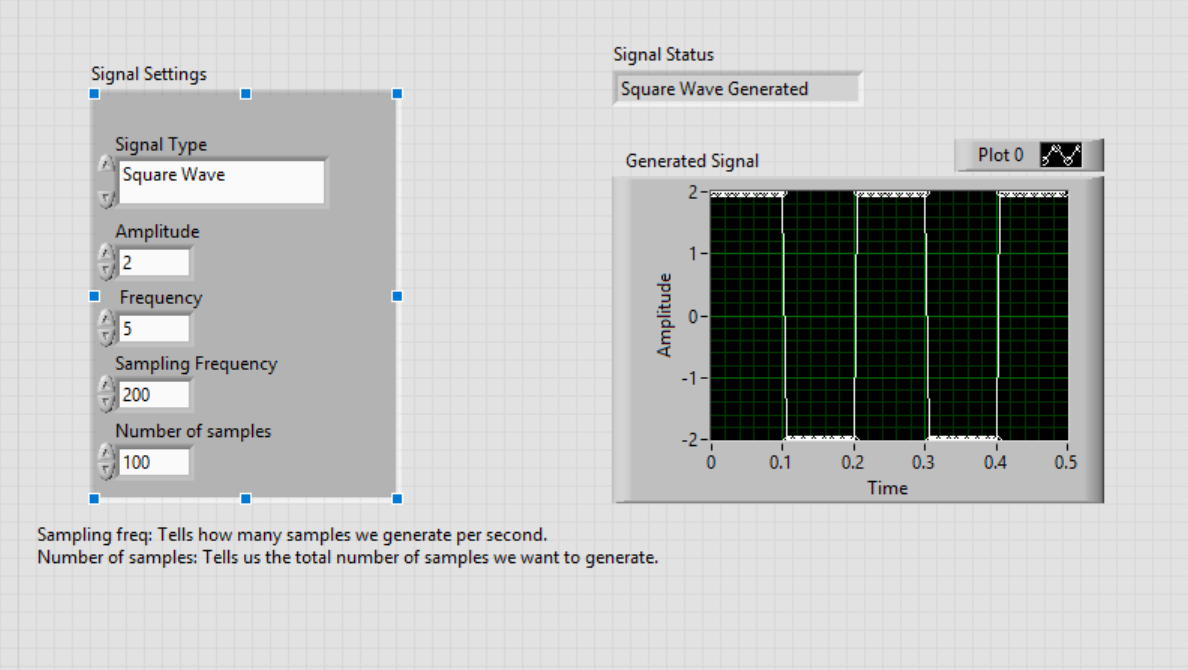 Signal Settings
Signal Type
Square Wave
Amplitude
2
Frequency
5
Sampling Frequency
200
Number of samples
100
Signal Status
Square Wave Generated
Generated Signal
Plot 0
2
1
0
-1
-2
Amplitude
0 0.1 0.2 0.3 0.4 0.5
Time
Sampling freq: Tells how many samples we generate per second.
Number of samples: Tells us the total number of samples we want to generate.